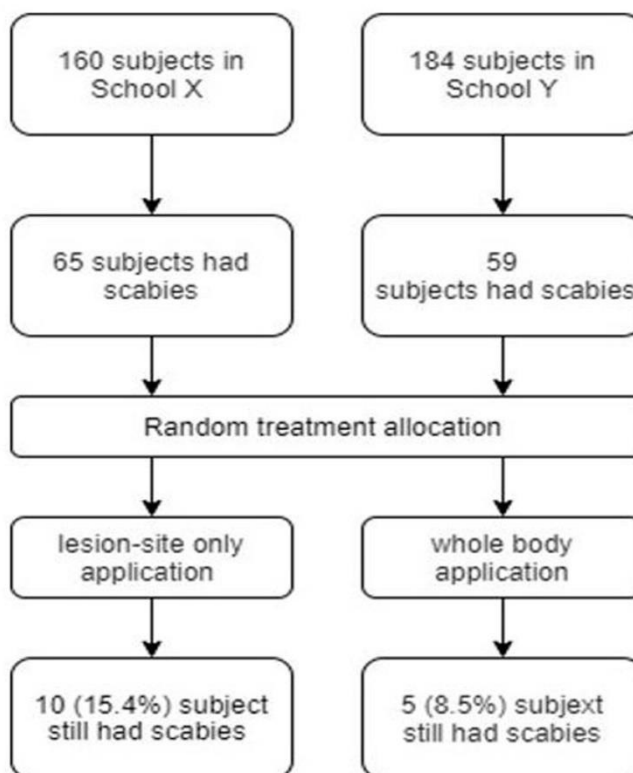 160 subjects in
School X
184 subjects in
School Y
65 subjects had
scabies
59
subjects had scabies
Random treatment allocation
lesion-site only
application
whole body
application
10 (15.4%) subject
still had scabies
5 (8.5%) subjext
still had scabies